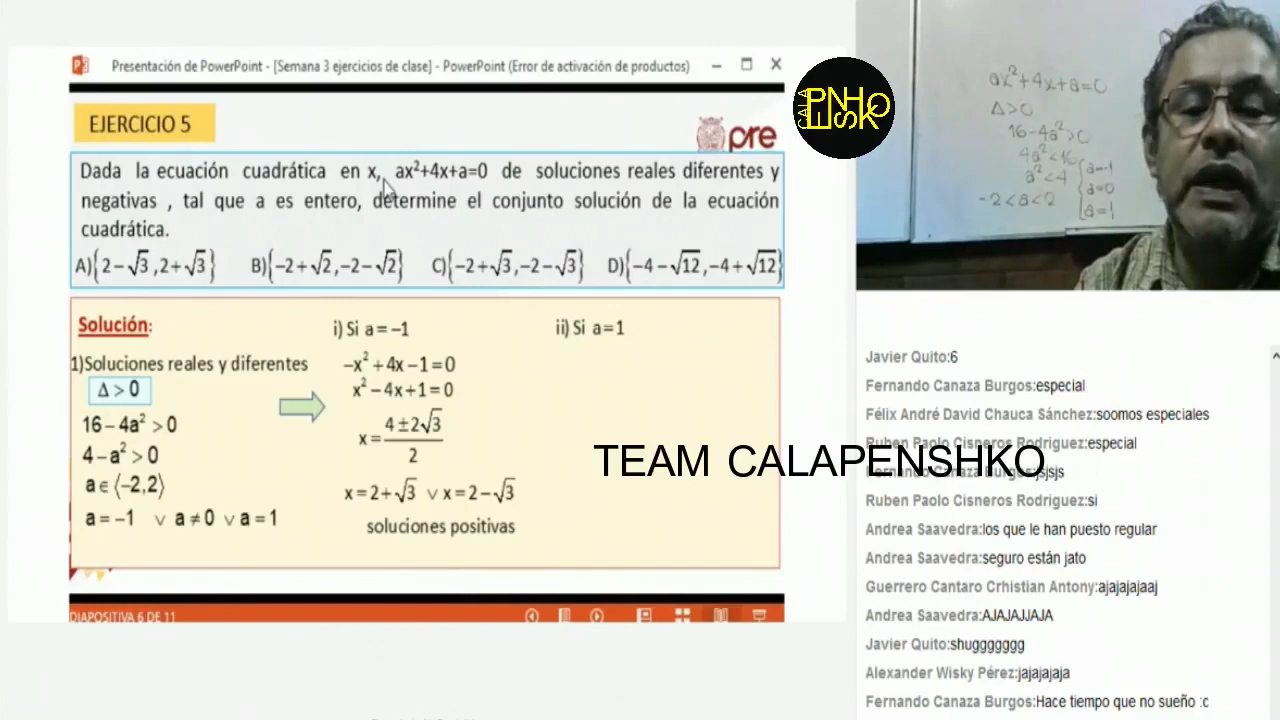 Presentación de PowerPoint - [Semana 3 ejercicios de clase] - PowerPoint (Error de activación de productos)
EJERCICIO 5
pre
Dada la ecuación cuadrática en x, ax²+4x+a=0 de soluciones reales diferentes y
negativas , tal que a es entero, determine el conjunto solución de la ecuación
cuadrática.
A){2−√3 ,2+√3} B){−2+√2,−2−√2} C){−2+√3,−2−√3} D){−4−√12,−4+√12}
Solución:
1)Soluciones reales y diferentes
Δ > 0
16−4a² >0
4−a² >0
a ∈ ⟨−2,2⟩
a = −1 ∨ a ≠ 0 ∨ a = 1
i) Si a = −1
−x² + 4x −1 = 0
x² − 4x + 1 = 0
x = (4 ± 2√3)/2
x = 2+√3 ∨ x = 2−√3
soluciones positivas
ii) Si a = 1
DIAPOSITIVA 6 DE 11
CALA
PENHO
ESK
TEAM CALAPENSHKO
ax²+4x+a=0
Δ>0
16-4a²>0
4a²<16
a²<4
-2<a<2
a=-1
a=0
a=1
Javier Quito:6
Fernando Canaza Burgos:especial
Félix André David Chauca Sánchez:soomos especiales
Ruben Paolo Cisneros Rodriguez:especial
Fernando Canaza Burgos:jsjsjs
Ruben Paolo Cisneros Rodriguez:si
Andrea Saavedra:los que le han puesto regular
Andrea Saavedra:seguro están jato
Guerrero Cantaro Crhistian Antony:ajajajajaaj
Andrea Saavedra:AJAJAJJAJA
Javier Quito:shuggggggg
Alexander Wisky Pérez:jajajajaja
Fernando Canaza Burgos:Hace tiempo que no sueño :c